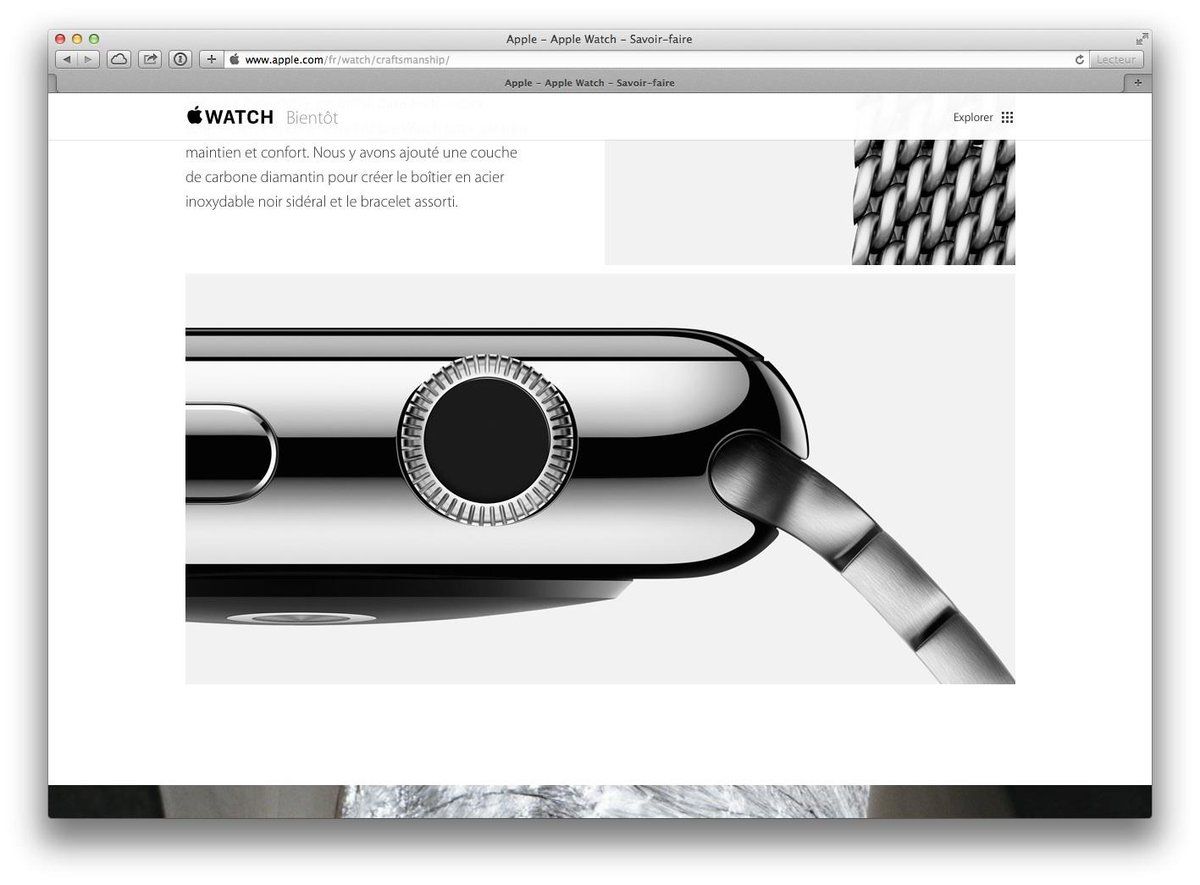 Apple – Apple Watch – Savoir-faire
www.apple.com/fr/watch/craftsmanship/
Lecteur
Apple – Apple Watch – Savoir-faire
WATCH Bientôt
Explorer
maintien et confort. Nous y avons ajouté une couche
de carbone diamantin pour créer le boîtier en acier
inoxydable noir sidéral et le bracelet assorti.